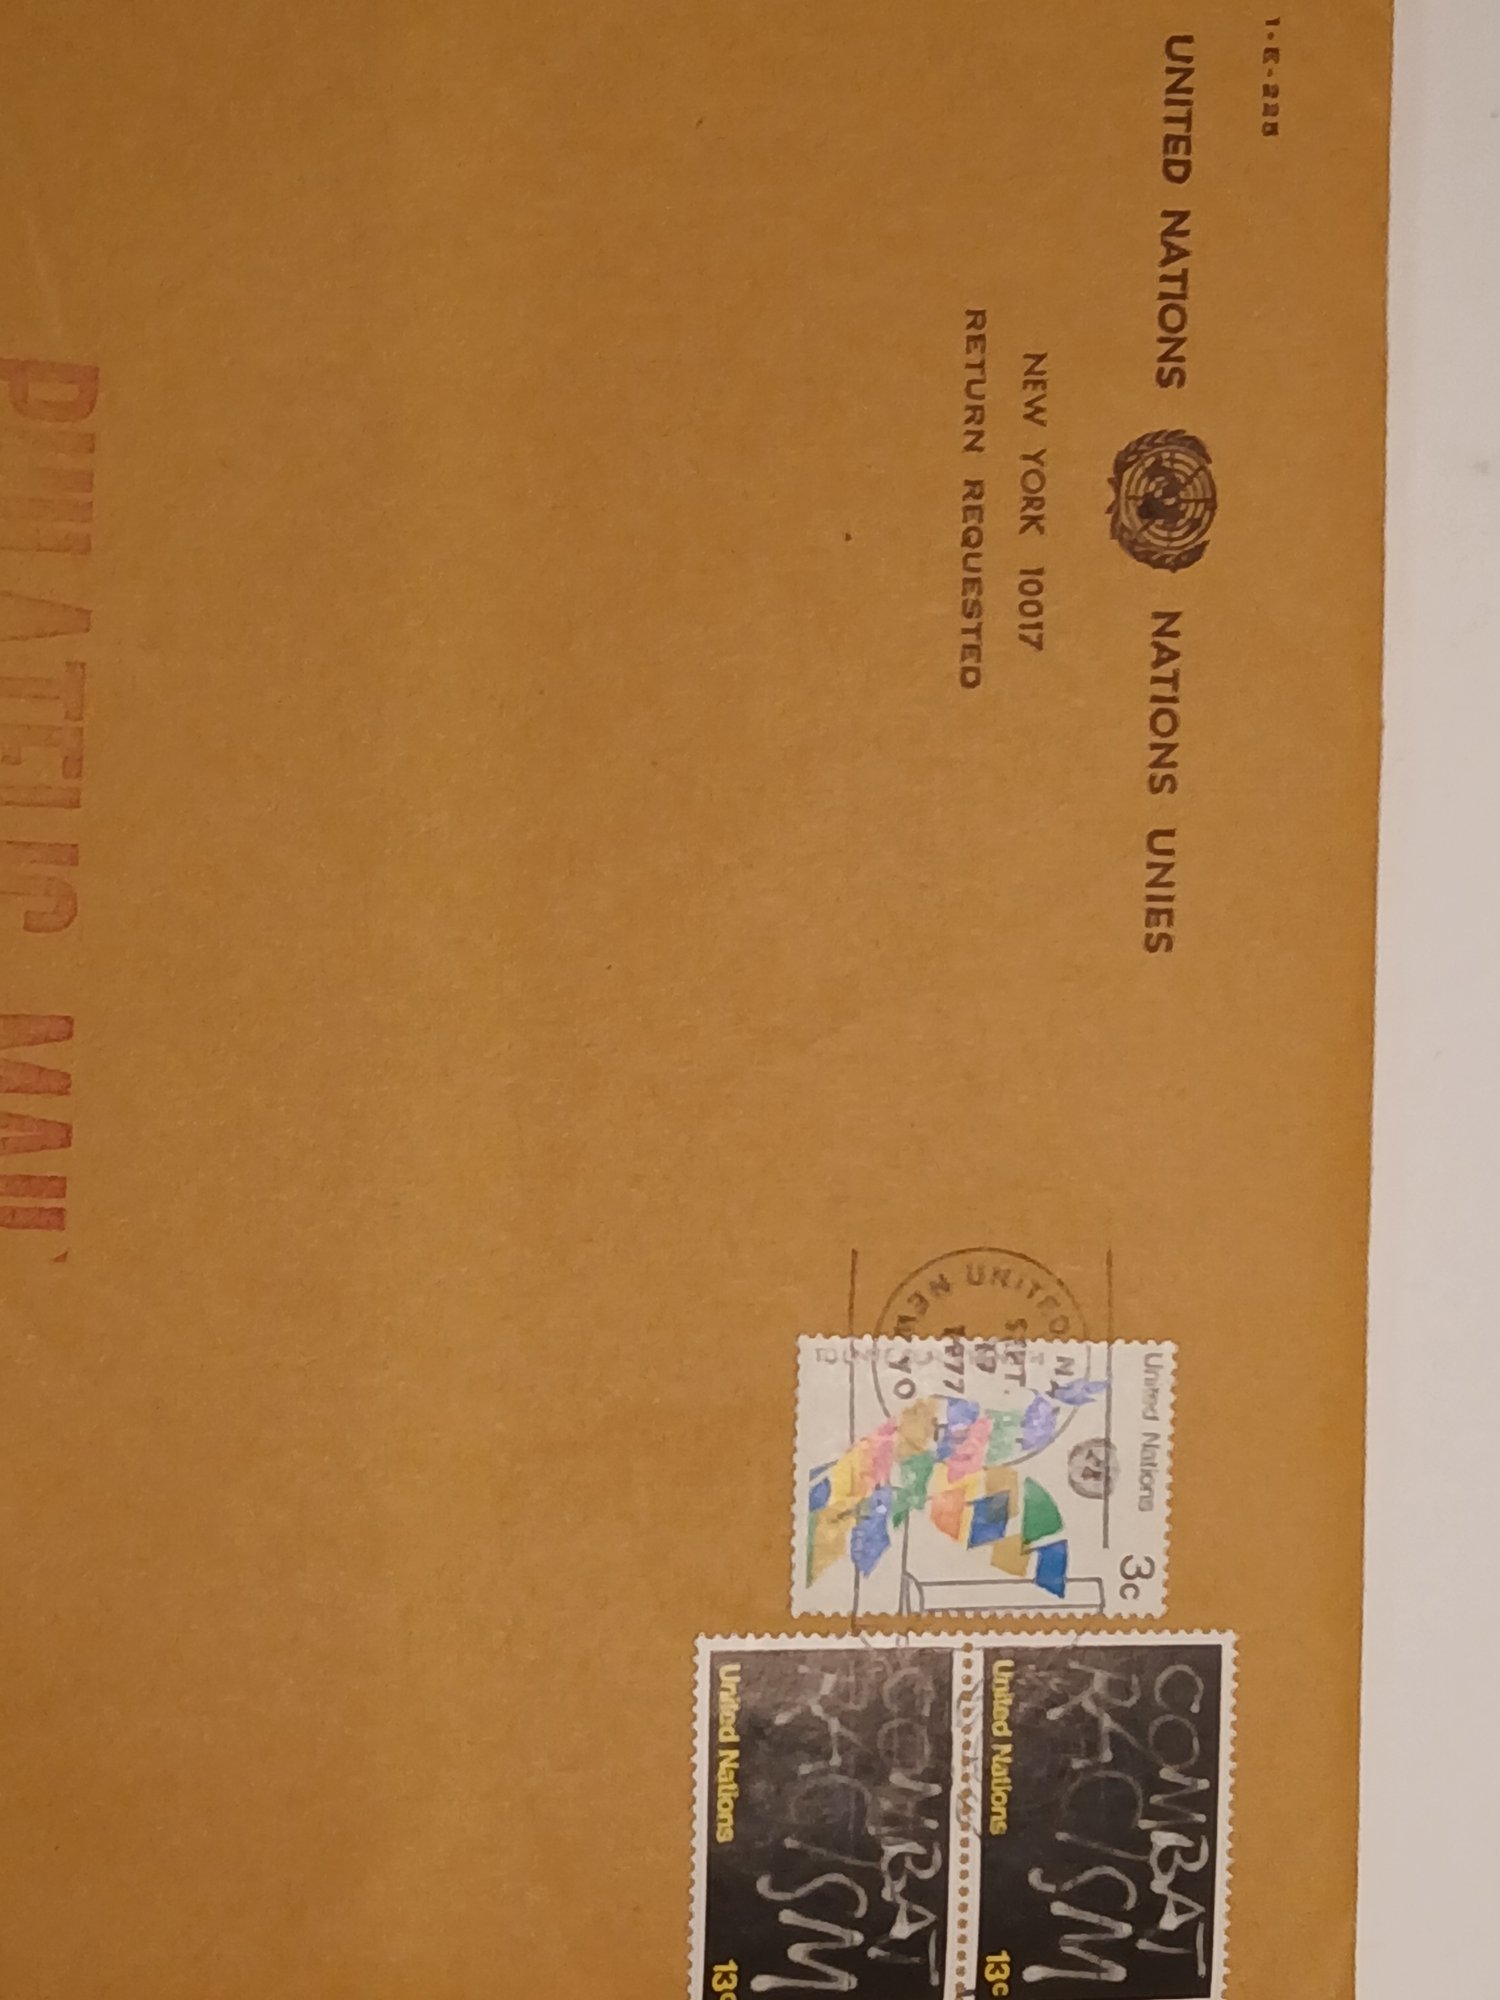 1-E-225
UNITED NATIONS NATIONS UNIES
NEW YORK 10017
RETURN REQUESTED
UNITED NA
SEPT.
1977
NEW YO
United Nations
3c
COMBAT
RACISM
United Nations 13c
COMBAT
RACISM
United Nations 13c
PHILATELIC MAIL